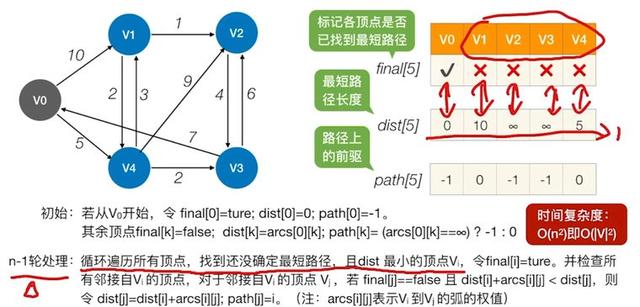 标记各顶点是否
已找到最短路径
V0 V1 V2 V3 V4
final[5]
最短路
径长度
dist[5] 0 10 ∞ ∞ 5
路径上
的前驱
path[5] -1 0 -1 -1 0
V1 1 V2
10
9
2 3 4 6
V0
7
5
V4 2 V3
初始：若从V₀开始，令 final[0]=ture; dist[0]=0; path[0]=-1。
其余顶点final[k]=false; dist[k]=arcs[0][k]; path[k]= (arcs[0][k]==∞) ? -1 : 0
时间复杂度：
O(n²)即O(|V|²)
n-1轮处理：循环遍历所有顶点，找到还没确定最短路径，且dist 最小的顶点Vᵢ，令final[i]=ture。并检查所
有邻接自Vᵢ的顶点，对于邻接自Vᵢ的顶点 Vⱼ ，若 final[j]==false 且 dist[i]+arcs[i][j] < dist[j]，则
令 dist[j]=dist[i]+arcs[i][j]; path[j]=i。（注：arcs[i][j]表示Vᵢ到Vⱼ的弧的权值）